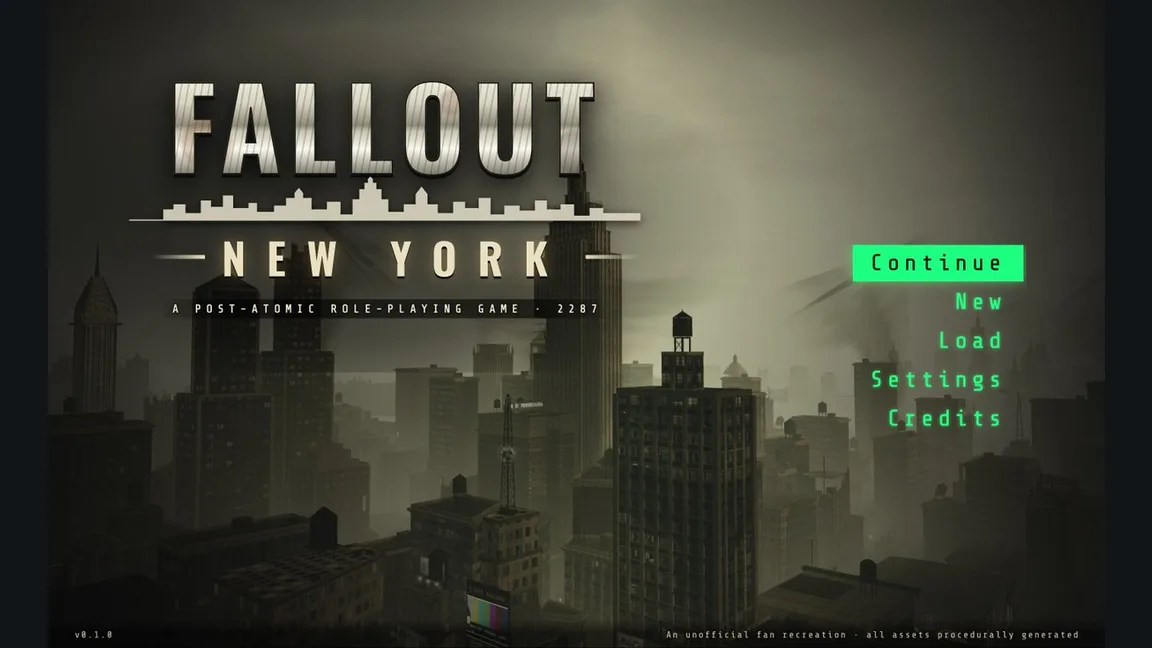 FALLOUT
NEW YORK
A POST-ATOMIC ROLE-PLAYING GAME · 2287
Continue
New
Load
Settings
Credits
v0.1.0
An unofficial fan recreation · all assets procedurally generated